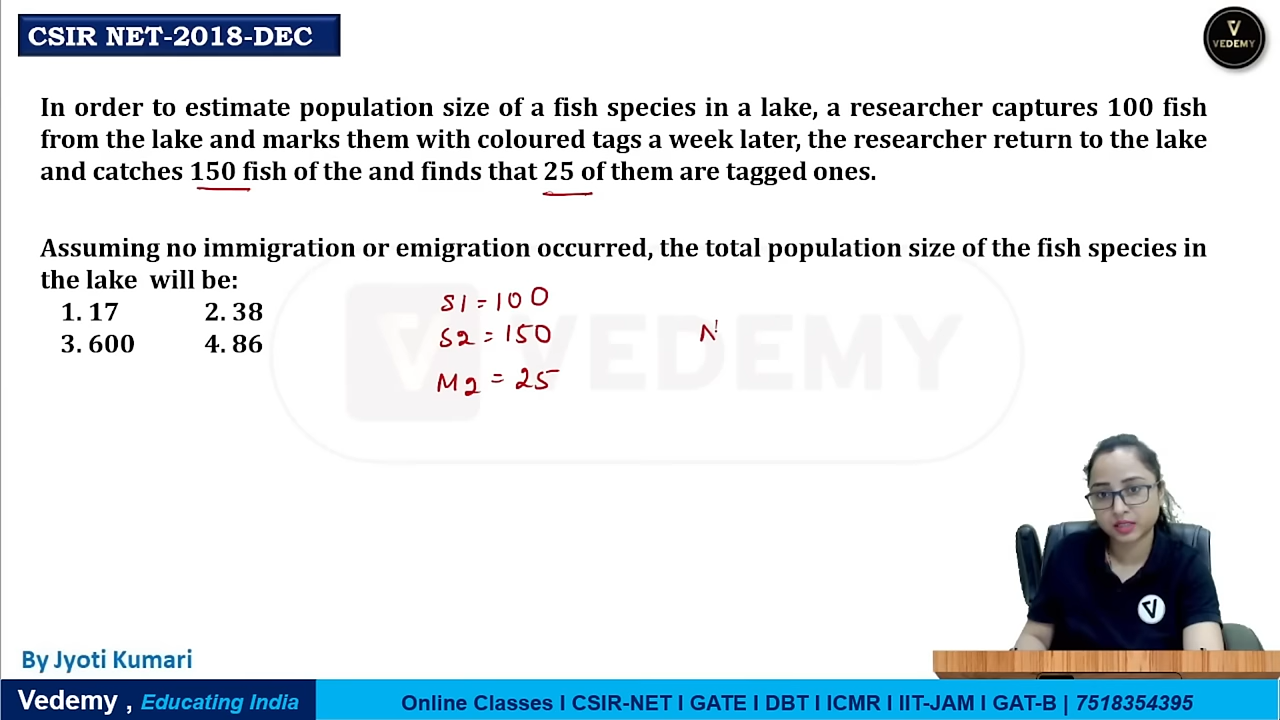 CSIR NET-2018-DEC
VEDEMY
In order to estimate population size of a fish species in a lake, a researcher captures 100 fish
from the lake and marks them with coloured tags a week later, the researcher return to the lake
and catches 150 fish of the and finds that 25 of them are tagged ones.
Assuming no immigration or emigration occurred, the total population size of the fish species in
the lake will be:
1. 17 2. 38
3. 600 4. 86
S1 = 100
S2 = 150
M2 = 25
N
VEDEMY
By Jyoti Kumari
Vedemy , Educating India
Online Classes I CSIR-NET I GATE I DBT I ICMR I IIT-JAM I GAT-B | 7518354395